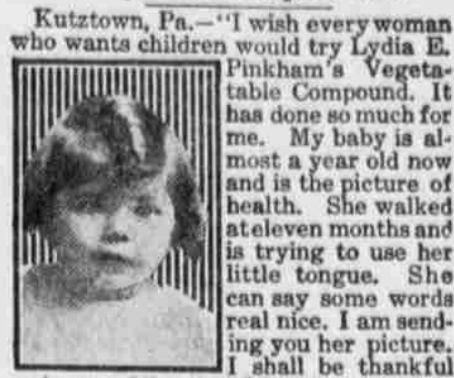 Kutztown, Pa.—"I wish every woman
who wants children would try Lydia E.
Pinkham's Vegeta-
table Compound. It
has done so much for
me. My baby is al-
most a year old now
and is the picture of
health. She walked
at eleven months and
is trying to use her
little tongue. She
can say some words
real nice. I am send-
ing you her picture.
I shall be thankful